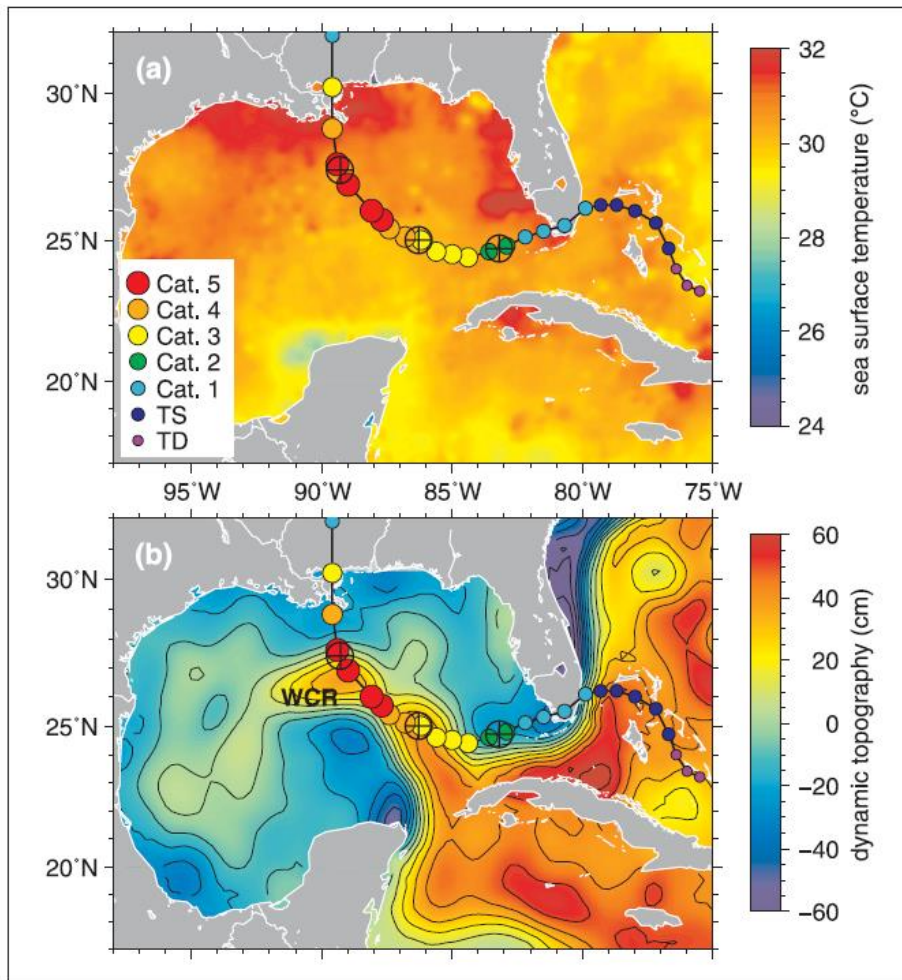 (a)
30°N
25°N
20°N
Cat. 5
Cat. 4
Cat. 3
Cat. 2
Cat. 1
TS
TD
32
30
28
26
24
sea surface temperature (°C)
95°W 90°W 85°W 80°W 75°W
(b)
30°N
25°N
20°N
WCR
60
40
20
0
−20
−40
−60
dynamic topography (cm)